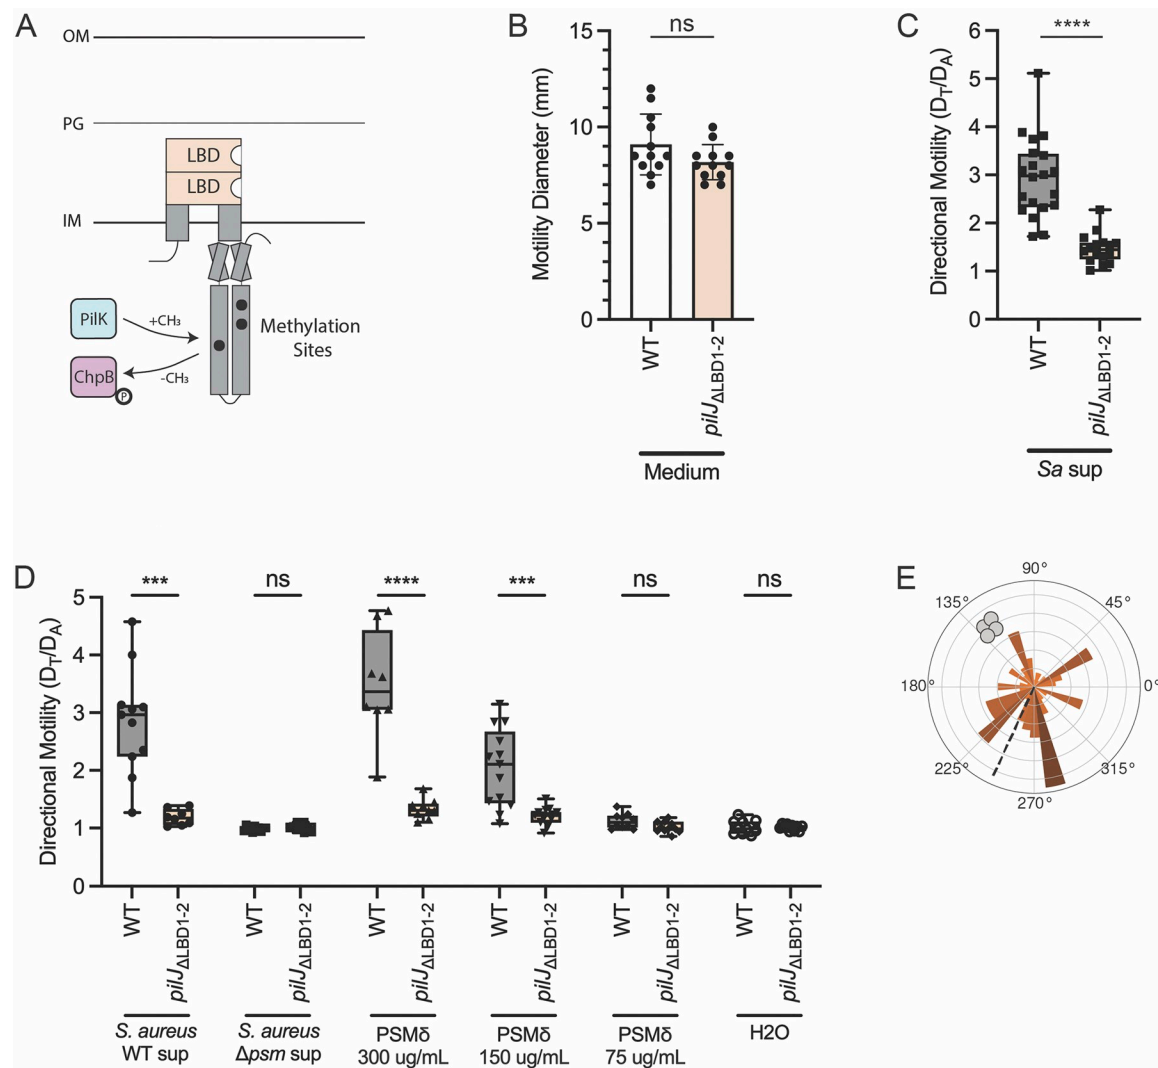 A
OM
PG
LBD
LBD
IM
PilK
+CH₃
ChpB
P
-CH₃
Methylation
Sites
B
ns
Motility Diameter (mm)
15
10
5
0
WT
pilJΔLBD1-2
Medium
C
****
Directional Motility (DT/DA)
6
5
4
3
2
1
0
WT
pilJΔLBD1-2
Sa sup
D
***
ns
****
***
ns
ns
Directional Motility (DT/DA)
5
4
3
2
1
0
WT
pilJΔLBD1-2
WT
pilJΔLBD1-2
WT
pilJΔLBD1-2
WT
pilJΔLBD1-2
WT
pilJΔLBD1-2
WT
pilJΔLBD1-2
S. aureus
WT sup
S. aureus
Δpsm sup
PSMδ
300 ug/mL
PSMδ
150 ug/mL
PSMδ
75 ug/mL
H2O
E
90°
135°
45°
180°
0°
225°
315°
270°